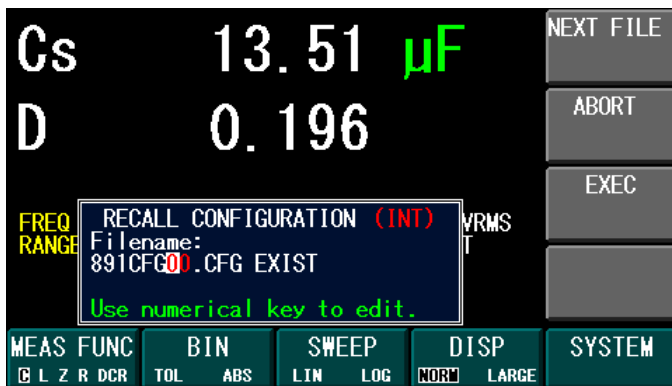 Cs 13.51 µF
NEXT FILE
D 0.196
ABORT
EXEC
FREQ
RANGE
VRMS
RECALL CONFIGURATION (INT)
Filename:
891CFG00.CFG EXIST
Use numerical key to edit.
MEAS FUNC BIN SWEEP DISP SYSTEM
C L Z R DCR TOL ABS LIN LOG NORM LARGE